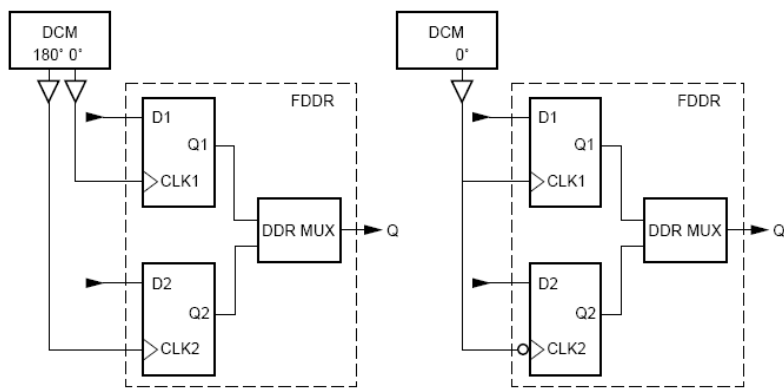 DCM
180° 0°
FDDR
D1
Q1
CLK1
DDR MUX
Q
D2
Q2
CLK2
DCM
0°
FDDR
D1
Q1
CLK1
DDR MUX
Q
D2
Q2
CLK2